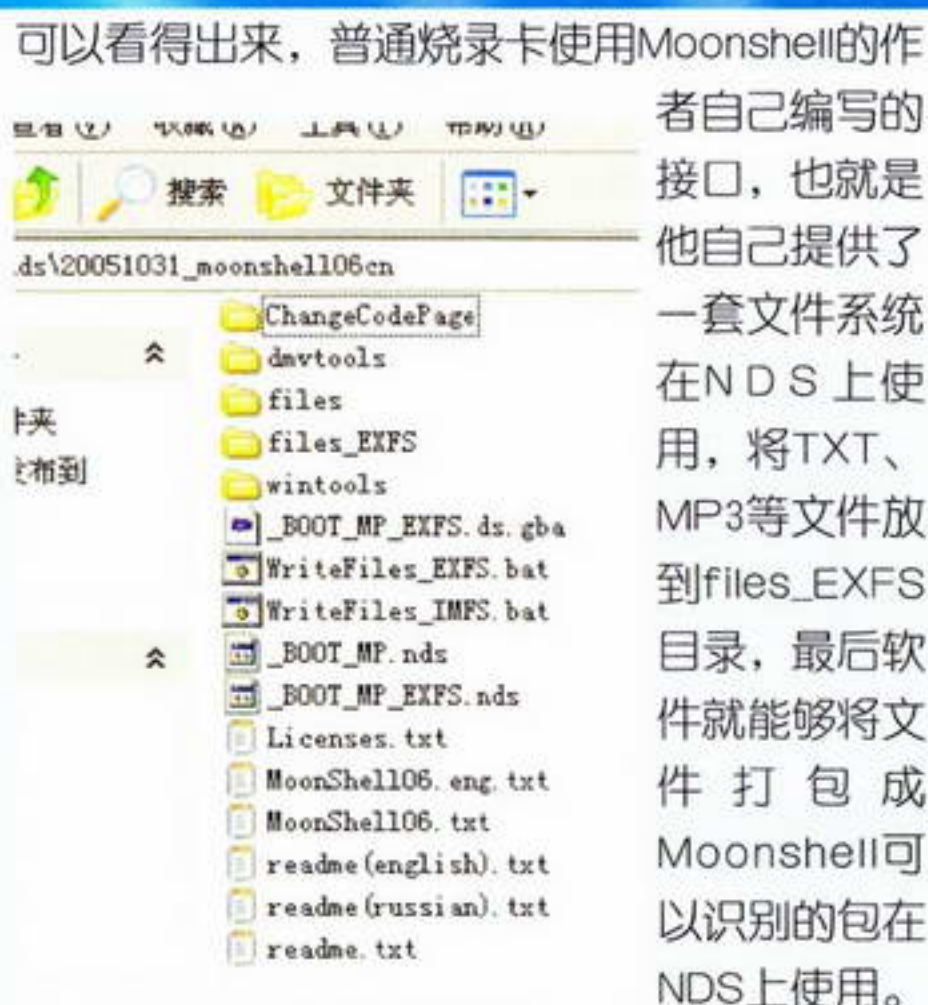 可以看得出来，普通烧录卡使用Moonshell的作
者自己编写的
接口，也就是
他自己提供了
一套文件系统
在NDS上使
用，将TXT、
MP3等文件放
到files_EXFS
目录，最后软
件就能够将文
件打包成
Moonshell可
以识别的包在
NDS上使用。
工具(T)
搜索 文件夹
.ds\20051031_moonshell06cn
ChangeCodePage
dmvtools
files
files_EXFS
wintools
_BOOT_MP_EXFS.ds.gba
WriteFiles_EXFS.bat
WriteFiles_IMFS.bat
_BOOT_MP.nds
_BOOT_MP_EXFS.nds
Licenses.txt
MoonShell06.eng.txt
MoonShell06.txt
readme(english).txt
readme(russian).txt
readme.txt
件夹
发布到